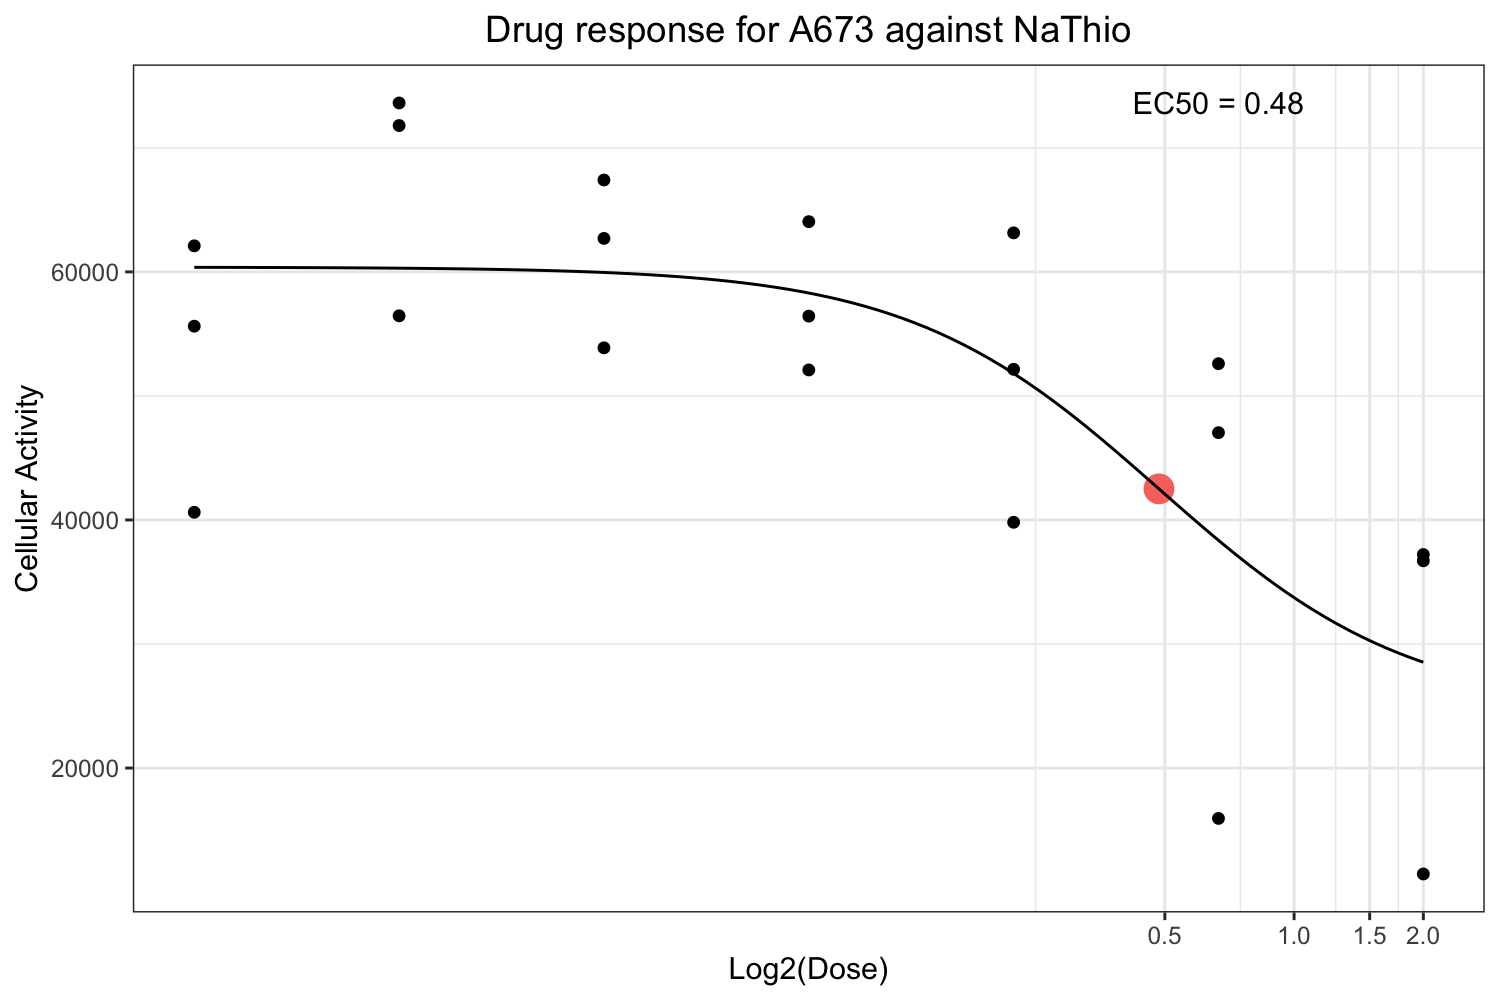 Drug response for A673 against NaThio
EC50 = 0.48
60000
40000
20000
Cellular Activity
0.5 1.0 1.5 2.0
Log2(Dose)